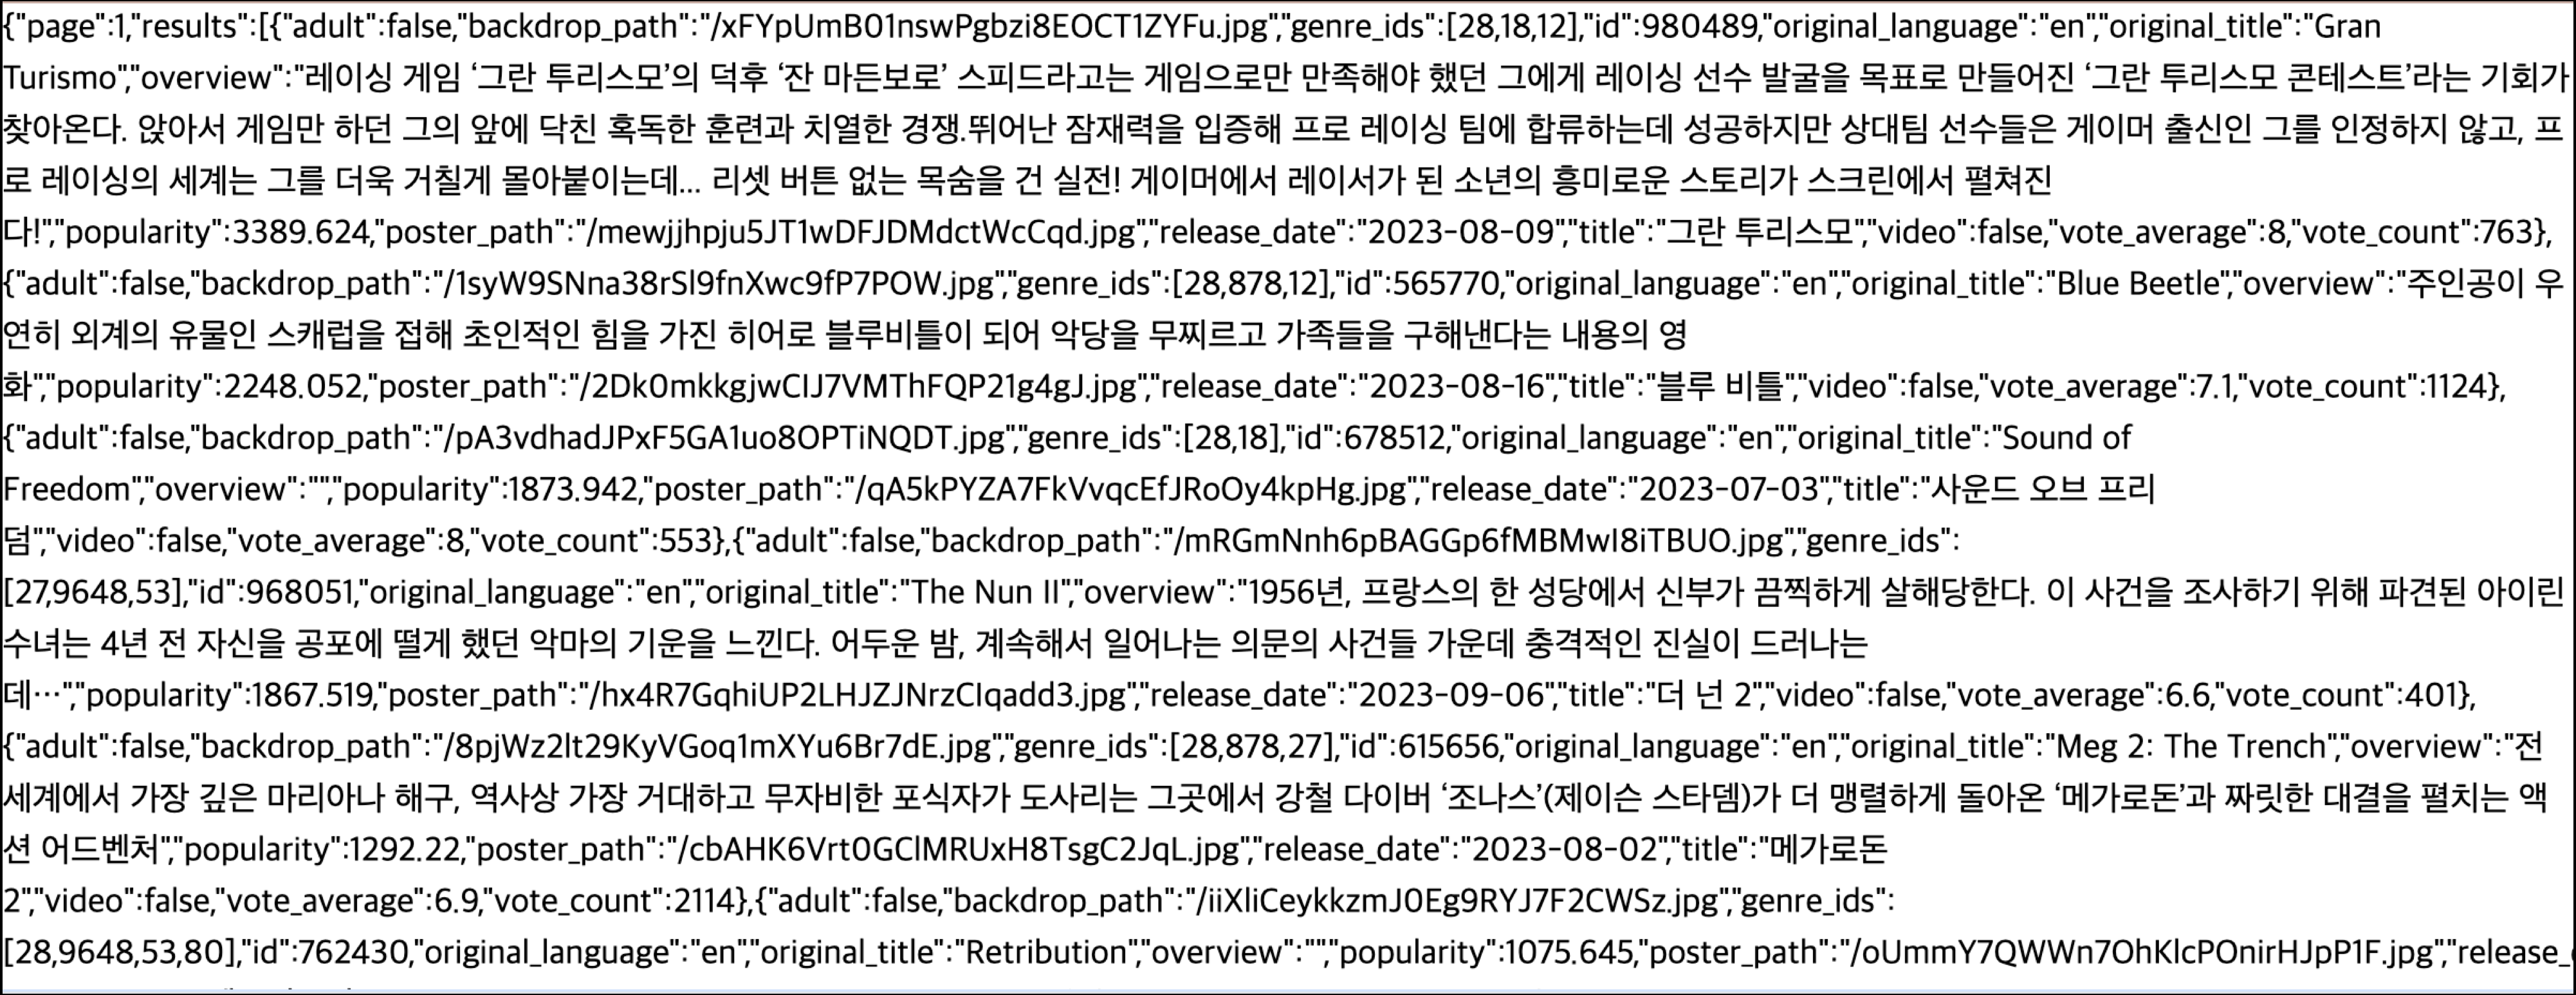 {"page":1,"results":[{"adult":false,"backdrop_path":"/xFYpUmB01nswPgbzi8EOCT1ZYFu.jpg","genre_ids":[28,18,12],"id":980489,"original_language":"en","original_title":"Gran
Turismo","overview":"레이싱 게임 ‘그란 투리스모’의 덕후 ‘잔 마든보로’ 스피드라고는 게임으로만 만족해야 했던 그에게 레이싱 선수 발굴을 목표로 만들어진 ‘그란 투리스모 콘테스트’라는 기회가
찾아온다. 앉아서 게임만 하던 그의 앞에 닥친 혹독한 훈련과 치열한 경쟁.뛰어난 잠재력을 입증해 프로 레이싱 팀에 합류하는데 성공하지만 상대팀 선수들은 게이머 출신인 그를 인정하지 않고, 프
로 레이싱의 세계는 그를 더욱 거칠게 몰아붙이는데... 리셋 버튼 없는 목숨을 건 실전! 게이머에서 레이서가 된 소년의 흥미로운 스토리가 스크린에서 펼쳐진
다!","popularity":3389.624,"poster_path":"/mewjjhpju5JT1wDFJDMdctWcCqd.jpg","release_date":"2023-08-09","title":"그란 투리스모","video":false,"vote_average":8,"vote_count":763},
{"adult":false,"backdrop_path":"/1syW9SNna38rSl9fnXwc9fP7POW.jpg","genre_ids":[28,878,12],"id":565770,"original_language":"en","original_title":"Blue Beetle","overview":"주인공이 우
연히 외계의 유물인 스캐럽을 접해 초인적인 힘을 가진 히어로 블루비틀이 되어 악당을 무찌르고 가족들을 구해낸다는 내용의 영
화","popularity":2248.052,"poster_path":"/2Dk0mkkgjwCIJ7VMThFQP21g4gJ.jpg","release_date":"2023-08-16","title":"블루 비틀","video":false,"vote_average":7.1,"vote_count":1124},
{"adult":false,"backdrop_path":"/pA3vdhadJPxF5GA1uo8OPTiNQDT.jpg","genre_ids":[28,18],"id":678512,"original_language":"en","original_title":"Sound of
Freedom","overview":"","popularity":1873.942,"poster_path":"/qA5kPYZA7FkVvqcEfJRoOy4kpHg.jpg","release_date":"2023-07-03","title":"사운드 오브 프리
덤","video":false,"vote_average":8,"vote_count":553},{"adult":false,"backdrop_path":"/mRGmNnh6pBAGGp6fMBMwI8iTBUO.jpg","genre_ids":
[27,9648,53],"id":968051,"original_language":"en","original_title":"The Nun II","overview":"1956년, 프랑스의 한 성당에서 신부가 끔찍하게 살해당한다. 이 사건을 조사하기 위해 파견된 아이린
수녀는 4년 전 자신을 공포에 떨게 했던 악마의 기운을 느낀다. 어두운 밤, 계속해서 일어나는 의문의 사건들 가운데 충격적인 진실이 드러나는
데…","popularity":1867.519,"poster_path":"/hx4R7GqhiUP2LHJZJNrzCIqadd3.jpg","release_date":"2023-09-06","title":"더 넌 2","video":false,"vote_average":6.6,"vote_count":401},
{"adult":false,"backdrop_path":"/8pjWz2lt29KyVGoq1mXYu6Br7dE.jpg","genre_ids":[28,878,27],"id":615656,"original_language":"en","original_title":"Meg 2: The Trench","overview":"전
세계에서 가장 깊은 마리아나 해구, 역사상 가장 거대하고 무자비한 포식자가 도사리는 그곳에서 강철 다이버 ‘조나스’(제이슨 스타뎀)가 더 맹렬하게 돌아온 ‘메가로돈’과 짜릿한 대결을 펼치는 액
션 어드벤처","popularity":1292.22,"poster_path":"/cbAHK6Vrt0GClMRUxH8TsgC2JqL.jpg","release_date":"2023-08-02","title":"메가로돈
2","video":false,"vote_average":6.9,"vote_count":2114},{"adult":false,"backdrop_path":"/iiXliCeykkzmJ0Eg9RYJ7F2CWSz.jpg","genre_ids":
[28,9648,53,80],"id":762430,"original_language":"en","original_title":"Retribution","overview":"","popularity":1075.645,"poster_path":"/oUmmY7QWWn7OhKlcPOnirHJpP1F.jpg","release_